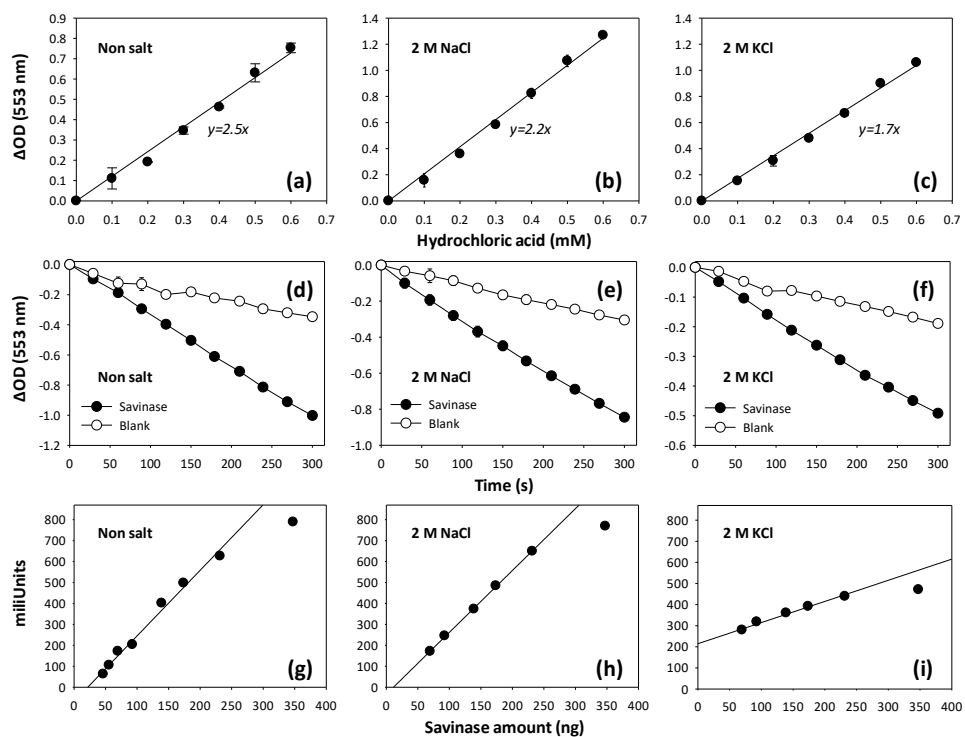 ΔOD (553 nm)
0.9
0.8
0.7
0.6
0.5
0.4
0.3
0.2
0.1
0.0
Non salt
y=2.5x
(a)
0.0 0.1 0.2 0.3 0.4 0.5 0.6 0.7
1.4
1.2
1.0
0.8
0.6
0.4
0.2
0.0
2 M NaCl
y=2.2x
(b)
0.0 0.1 0.2 0.3 0.4 0.5 0.6 0.7
1.4
1.2
1.0
0.8
0.6
0.4
0.2
0.0
2 M KCl
y=1.7x
(c)
0.0 0.1 0.2 0.3 0.4 0.5 0.6 0.7
Hydrochloric acid (mM)
ΔOD (553 nm)
0.0
-0.2
-0.4
-0.6
-0.8
-1.0
-1.2
(d)
Non salt
Savinase
Blank
0 50 100 150 200 250 300
0.0
-0.2
-0.4
-0.6
-0.8
-1.0
(e)
2 M NaCl
Savinase
Blank
0 50 100 150 200 250 300
0.0
-0.1
-0.2
-0.3
-0.4
-0.5
-0.6
(f)
2 M KCl
Savinase
Blank
0 50 100 150 200 250 300
Time (s)
miliUnits
800
700
600
500
400
300
200
100
0
Non salt
(g)
0 50 100 150 200 250 300 350 400
800
700
600
500
400
300
200
100
0
2 M NaCl
(h)
0 50 100 150 200 250 300 350 400
800
700
600
500
400
300
200
100
0
2 M KCl
(i)
0 50 100 150 200 250 300 350 400
Savinase amount (ng)